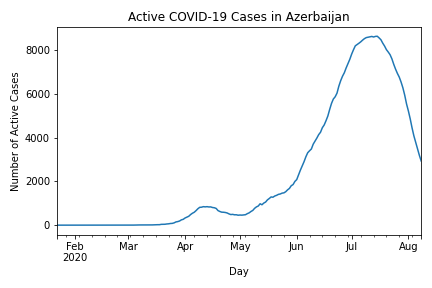 Active COVID-19 Cases in Azerbaijan
Number of Active Cases
8000
6000
4000
2000
0
Feb Mar Apr May Jun Jul Aug
2020
Day